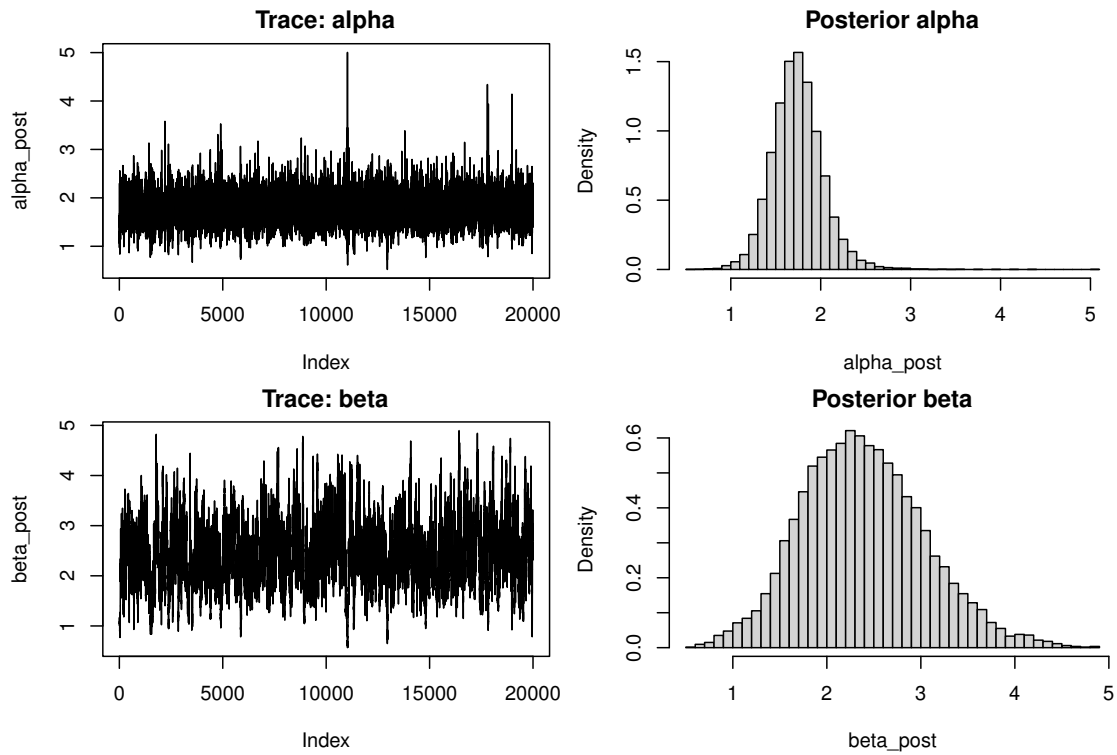 Trace: alpha
alpha_post
5
4
3
2
1
0 5000 10000 15000 20000
Index
Posterior alpha
Density
1.5
1.0
0.5
0.0
1 2 3 4 5
alpha_post
Trace: beta
beta_post
5
4
3
2
1
0 5000 10000 15000 20000
Index
Posterior beta
Density
0.6
0.4
0.2
0.0
1 2 3 4 5
beta_post